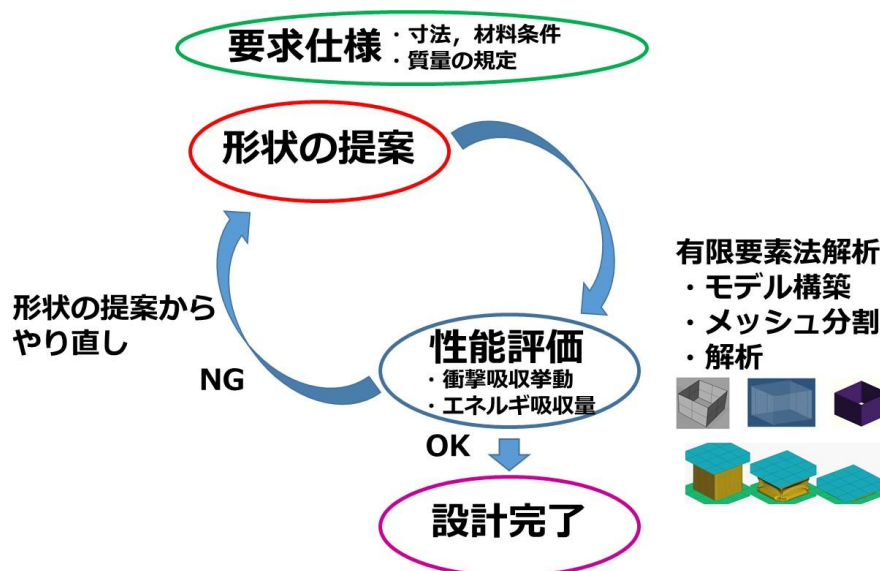 要求仕様
・寸法，材料条件
・質量の規定
形状の提案
有限要素法解析
・モデル構築
・メッシュ分割
・解析
形状の提案から
やり直し
NG
性能評価
・衝撃吸収挙動
・エネルギ吸収量
OK
設計完了